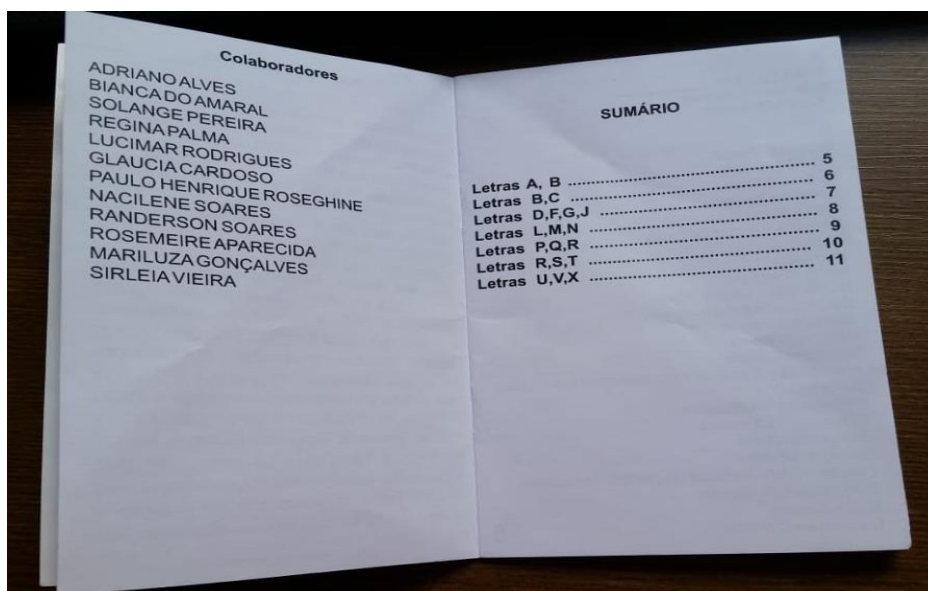 Colaboradores
ADRIANO ALVES
BIANCA DO AMARAL
SOLANGE PEREIRA
REGINA PALMA
LUCIMAR RODRIGUES
GLAUCIA CARDOSO
PAULO HENRIQUE ROSEGHINE
NACILENE SOARES
RANDERSON SOARES
ROSEMEIRE APARECIDA
MARILUZA GONÇALVES
SIRLEIA VIEIRA
SUMÁRIO
Letras A, B ........................................................ 5
Letras B,C ........................................................ 6
Letras D,F,G,J .................................................. 7
Letras L,M,N .................................................... 8
Letras P,Q,R .................................................... 9
Letras R,S,T .................................................... 10
Letras U,V,X .................................................... 11